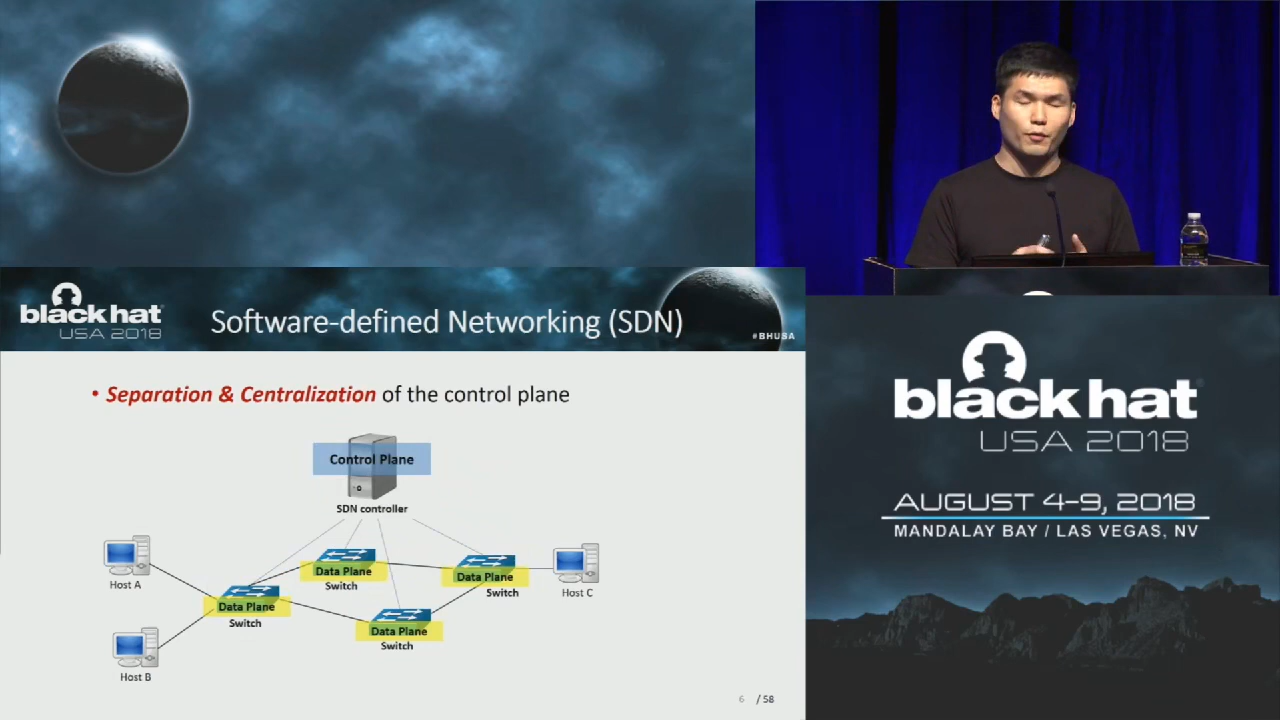 black hat
USA 2018
Software-defined Networking (SDN)
#BHUSA
• Separation & Centralization of the control plane
Control Plane
SDN controller
Host A
Data Plane
Switch
Data Plane
Switch
Host C
Data Plane
Switch
Data Plane
Switch
Host B
6 / 58
black hat
USA 2018
AUGUST 4-9, 2018
MANDALAY BAY / LAS VEGAS, NV